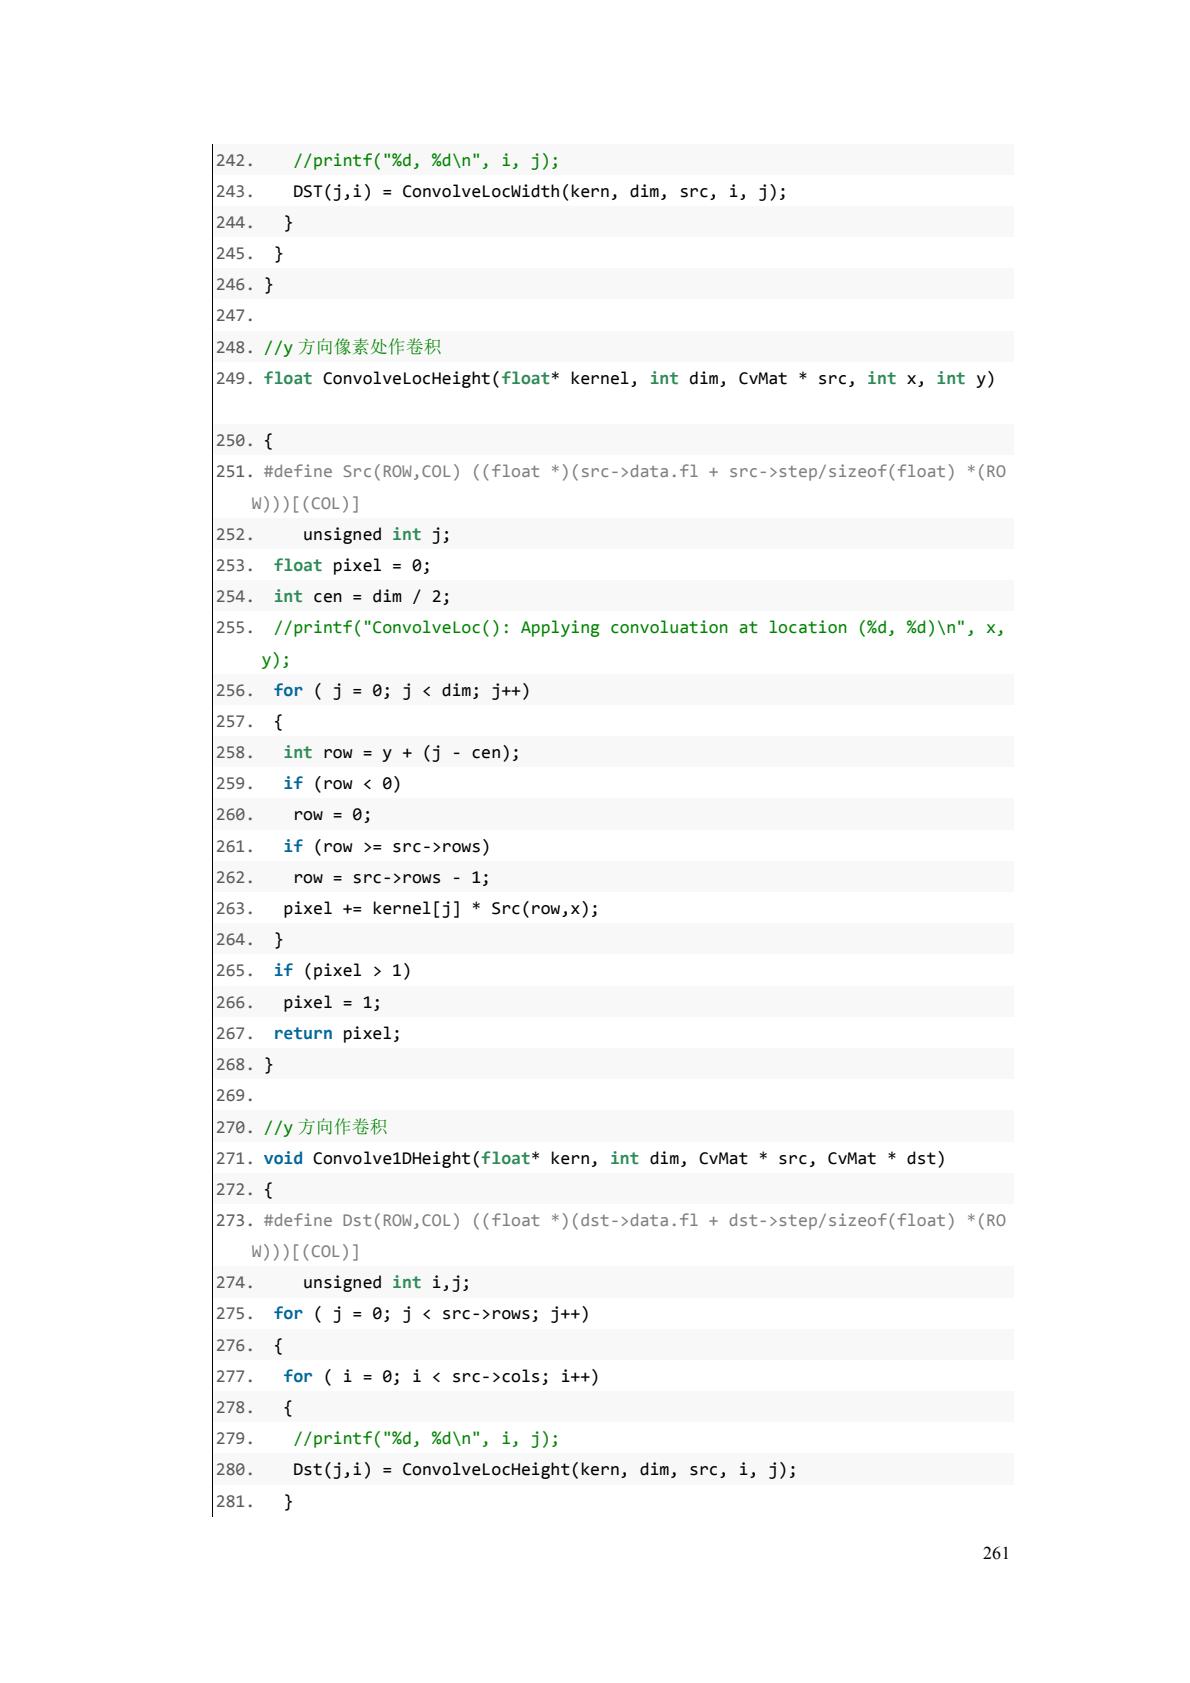 242.    //printf("%d, %d\n", i, j);
243.    DST(j,i) = ConvolveLocWidth(kern, dim, src, i, j);
244.   }
245.  }
246. }
247.
248. //y 方向像素处作卷积
249. float ConvolveLocHeight(float* kernel, int dim, CvMat * src, int x, int y)
250. {
251. #define Src(ROW,COL) ((float *)(src->data.fl + src->step/sizeof(float) *(RO
W)))[(COL)]
252.     unsigned int j;
253.  float pixel = 0;
254.  int cen = dim / 2;
255.  //printf("ConvolveLoc(): Applying convoluation at location (%d, %d)\n", x,
y);
256.  for ( j = 0; j < dim; j++)
257.  {
258.   int row = y + (j - cen);
259.   if (row < 0)
260.    row = 0;
261.   if (row >= src->rows)
262.    row = src->rows - 1;
263.   pixel += kernel[j] * Src(row,x);
264.  }
265.  if (pixel > 1)
266.   pixel = 1;
267.  return pixel;
268. }
269.
270. //y 方向作卷积
271. void Convolve1DHeight(float* kern, int dim, CvMat * src, CvMat * dst)
272. {
273. #define Dst(ROW,COL) ((float *)(dst->data.fl + dst->step/sizeof(float) *(RO
W)))[(COL)]
274.     unsigned int i,j;
275.  for ( j = 0; j < src->rows; j++)
276.  {
277.   for ( i = 0; i < src->cols; i++)
278.   {
279.    //printf("%d, %d\n", i, j);
280.    Dst(j,i) = ConvolveLocHeight(kern, dim, src, i, j);
281.   }
261